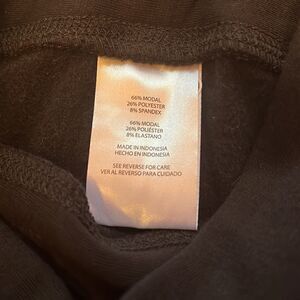 66% MODAL
26% POLYESTER
8% SPANDEX
66% MODAL
26% POLIÉSTER
8% ELASTANO
MADE IN INDONESIA
HECHO EN INDONESIA
SEE REVERSE FOR CARE
VER AL REVERSO PARA CUIDADO